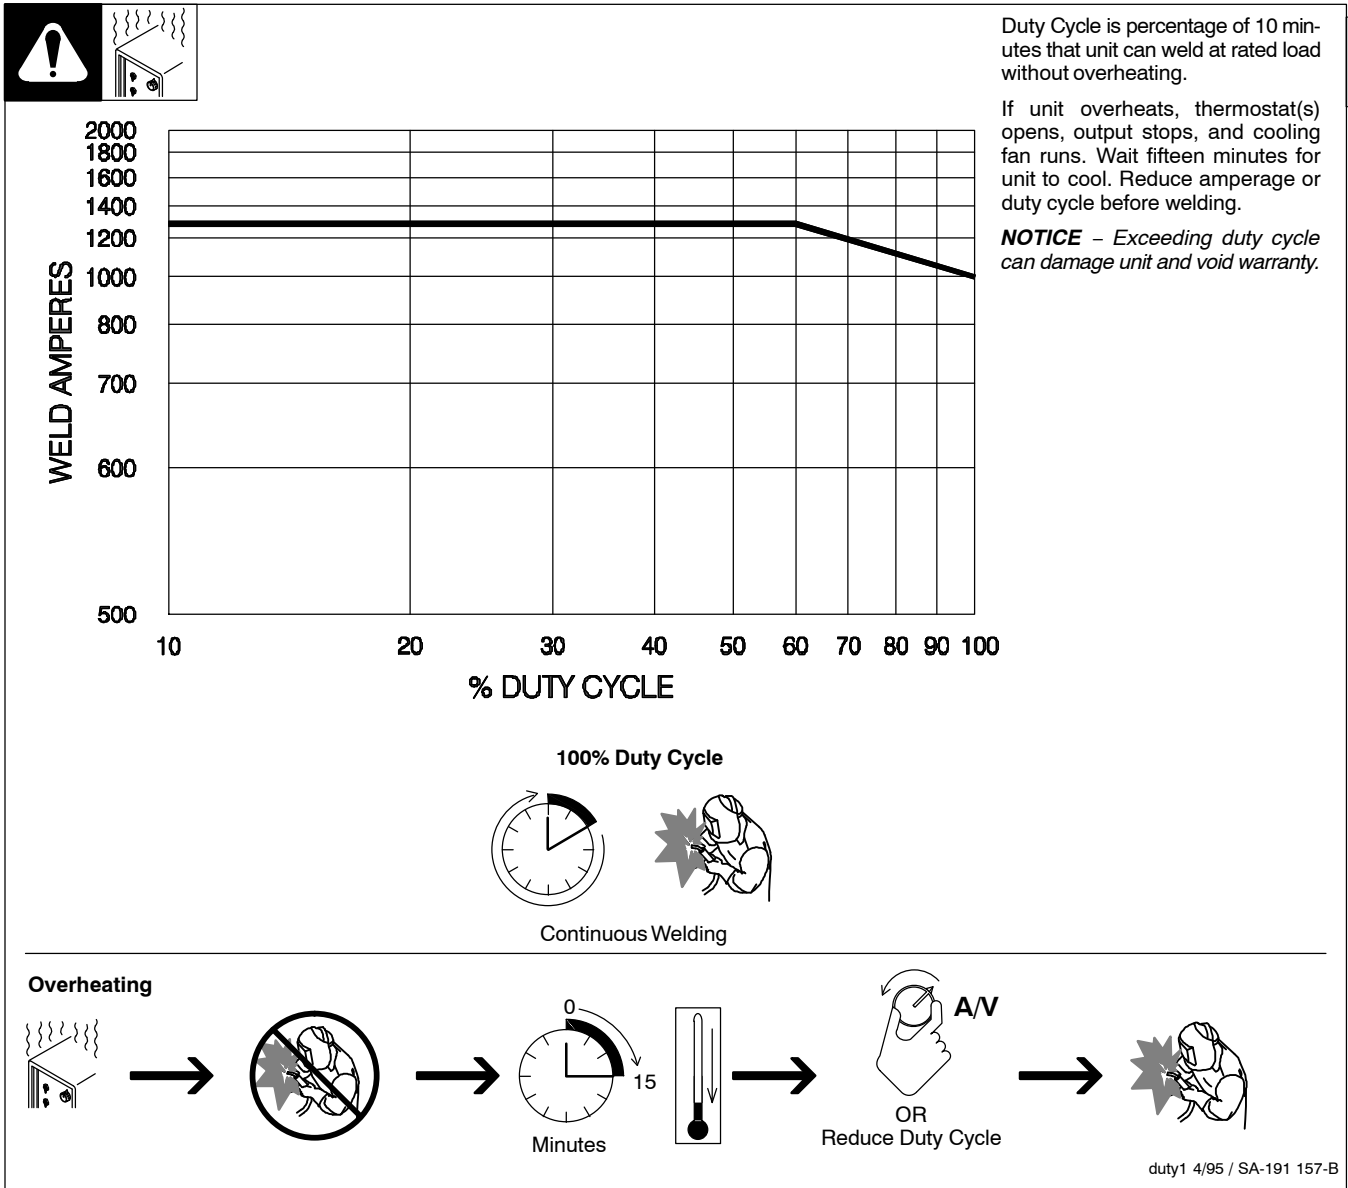 Duty Cycle is percentage of 10 min-
utes that unit can weld at rated load
without overheating.
If unit overheats, thermostat(s)
opens, output stops, and cooling
fan runs. Wait fifteen minutes for
unit to cool. Reduce amperage or
duty cycle before welding.
NOTICE – Exceeding duty cycle
can damage unit and void warranty.
WELD AMPERES
2000
1800
1600
1400
1200
1000
800
700
600
500
10 20 30 40 50 60 70 80 90 100
% DUTY CYCLE
100% Duty Cycle
Continuous Welding
Overheating
0
15
Minutes
A/V
OR
Reduce Duty Cycle
duty1 4/95 / SA-191 157-B